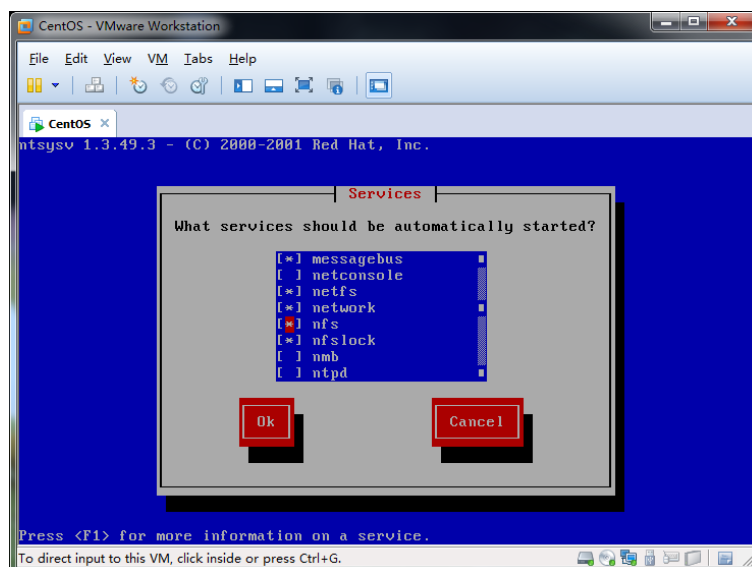 CentOS - VMware Workstation
File Edit View VM Tabs Help
CentOS
ntsysv 1.3.49.3 - (C) 2000-2001 Red Hat, Inc.
Services
What services should be automatically started?
[*] messagebus
[ ] netconsole
[*] netfs
[*] network
[*] nfs
[*] nfslock
[ ] nmb
[ ] ntpd
Ok Cancel
Press <F1> for more information on a service.
To direct input to this VM, click inside or press Ctrl+G.